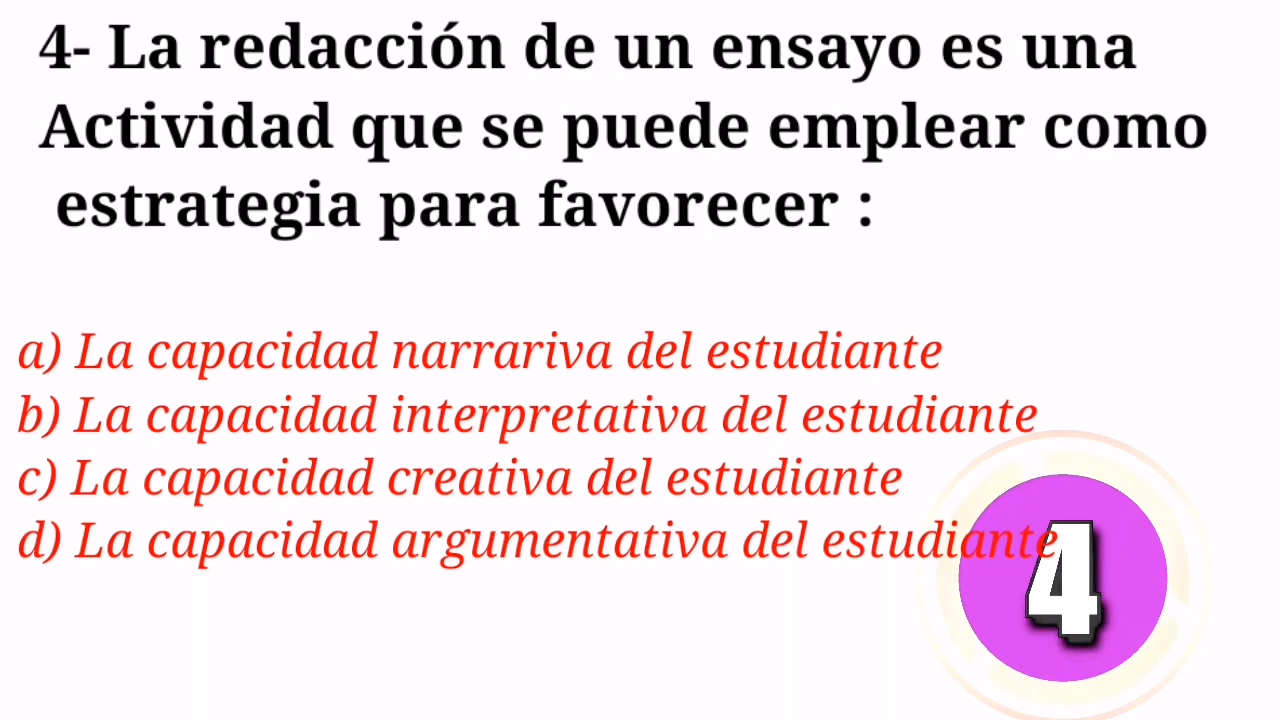 4- La redacción de un ensayo es una
Actividad que se puede emplear como
estrategia para favorecer :
a) La capacidad narrariva del estudiante
b) La capacidad interpretativa del estudiante
c) La capacidad creativa del estudiante
d) La capacidad argumentativa del estudiante
4